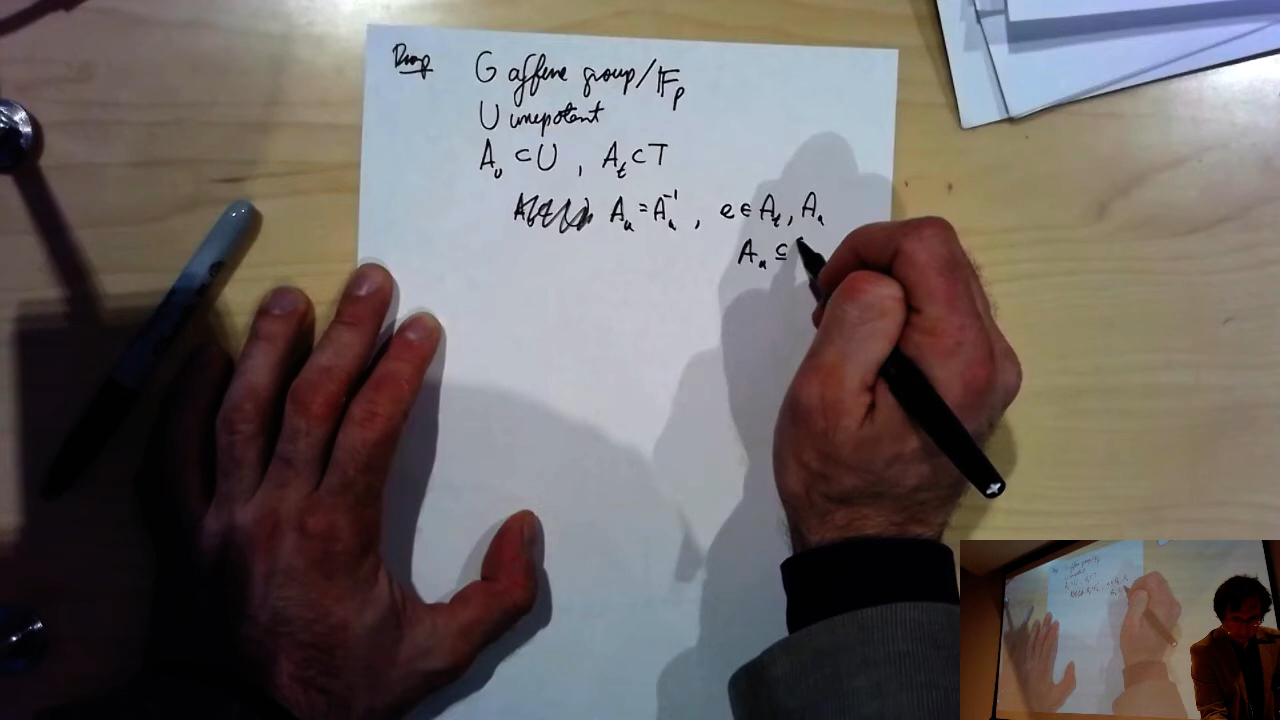 Prop G affine group / 𝔽_p
U unipotent
A_u ⊂ U , A_t ⊂ T
A_u = A_u^{-1} , e ∈ A_t, A_u
A_u ⊆